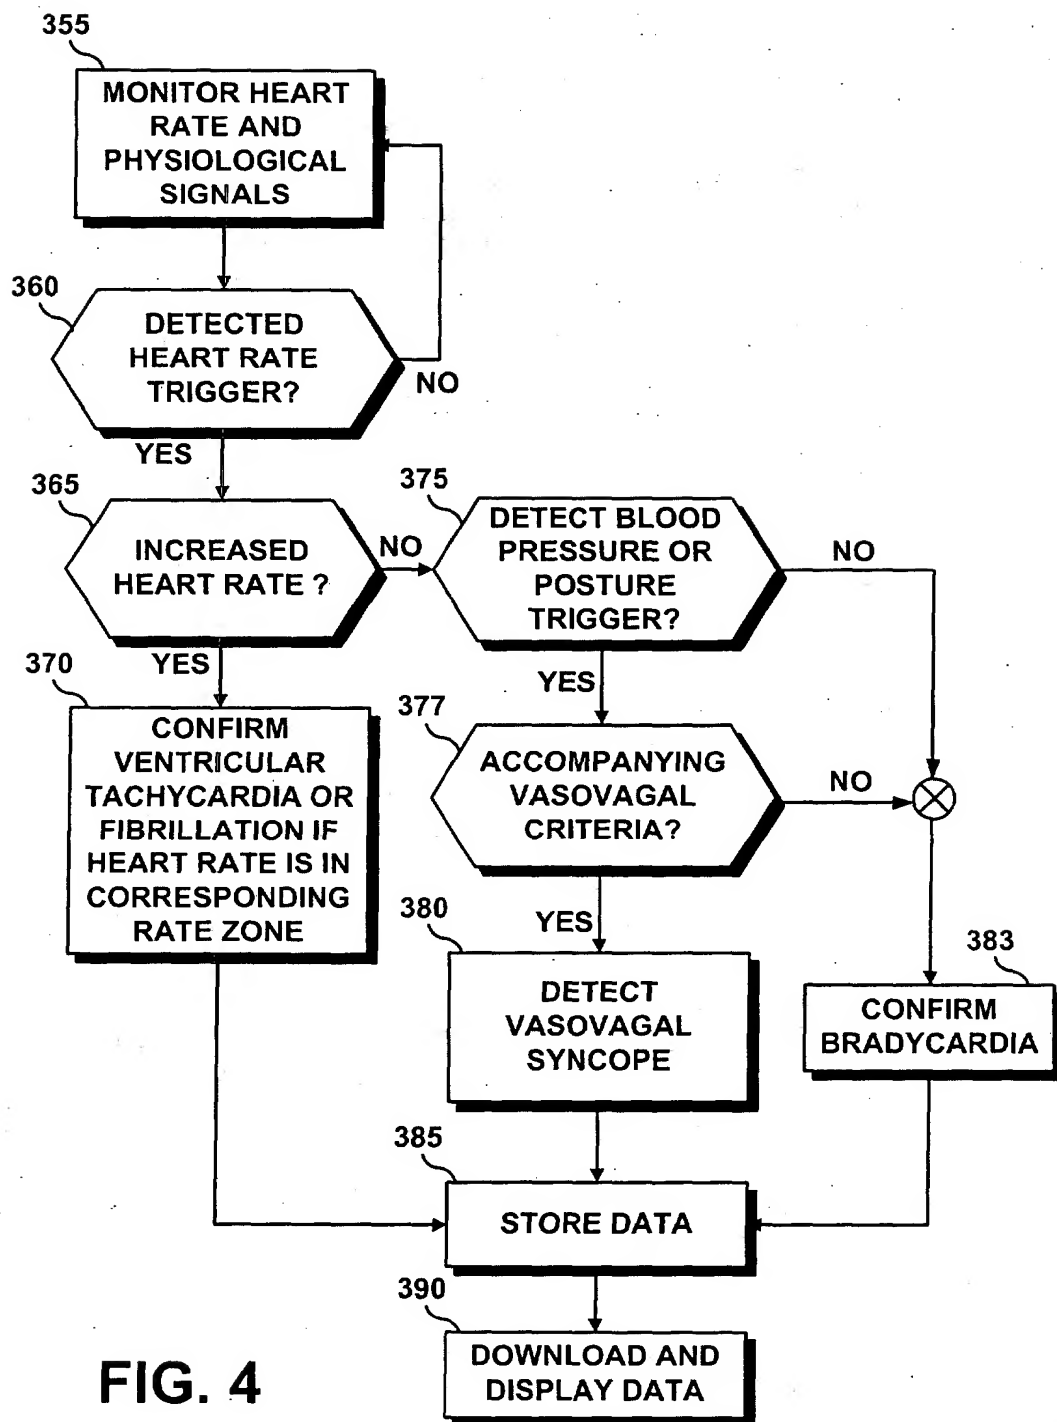 355
MONITOR HEART
RATE AND
PHYSIOLOGICAL
SIGNALS
360
DETECTED
HEART RATE
TRIGGER?
NO
YES
365
INCREASED
HEART RATE ?
NO
YES
375
DETECT BLOOD
PRESSURE OR
POSTURE
TRIGGER?
NO
YES
370
CONFIRM
VENTRICULAR
TACHYCARDIA OR
FIBRILLATION IF
HEART RATE IS IN
CORRESPONDING
RATE ZONE
377
ACCOMPANYING
VASOVAGAL
CRITERIA?
NO
YES
380
DETECT
VASOVAGAL
SYNCOPE
383
CONFIRM
BRADYCARDIA
385
STORE DATA
390
DOWNLOAD AND
DISPLAY DATA
FIG. 4